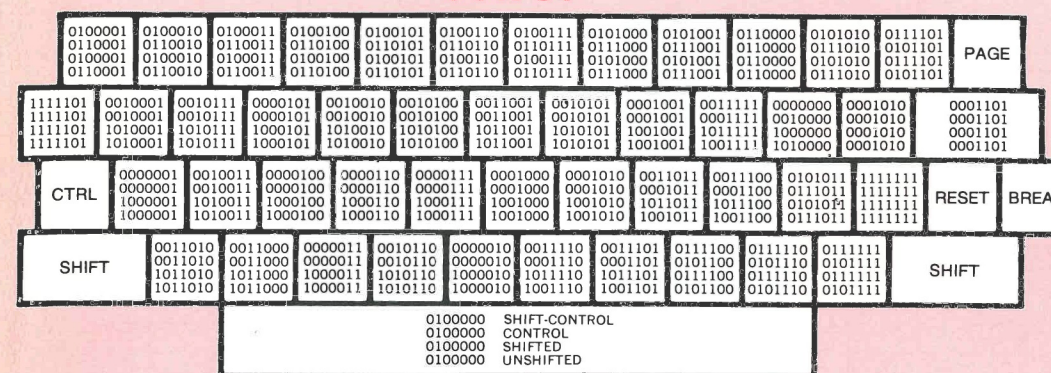 0100001 0100010 0100011 0100100 0100101 0100110 0100111 0101000 0101001 0110000 0101010 0111101
0110001 0110010 0110011 0110100 0110101 0110110 0110111 0111000 0111001 0110000 0111010 0101101 PAGE
0100001 0100010 0100011 0100100 0100101 0100110 0100111 0101000 0101001 0110000 0101010 0111101
0110001 0110010 0110011 0110100 0110101 0110110 0110111 0111000 0111001 0110000 0111010 0101101
1111101 0010001 0010111 0000101 0010010 0010100 0011001 0010101 0001001 0011111 0000000 0001010 0001101
1111101 0010001 0010111 0000101 0010010 0010100 0011001 0010101 0001001 0001111 0010000 0001010 0001101
1111101 1010001 1010111 1000101 1010010 1010100 1011001 1010101 1001001 1011111 1000000 0001010 0001101
1111101 1010001 1010111 1000101 1010010 1010100 1011001 1010101 1001001 1001111 1010000 0001010 0001101
0000001 0010011 0000100 0000110 0000111 0001000 0001010 0011011 0011100 0101011 1111111
CTRL 0000001 0010011 0000100 0000110 0000111 0001000 0001010 0001011 0001100 0111011 1111111 RESET BREA
1000001 1010011 1000100 1000110 1000111 1001000 1001010 1011011 1011100 0101011 1111111
1000001 1010011 1000100 1000110 1000111 1001000 1001010 1001011 1001100 0111011 1111111
0011010 0011000 0000011 0010110 0000010 0011110 0011101 0111100 0111110 0111111
SHIFT 0011010 0011000 0000011 0010110 0000010 0001110 0001101 0101100 0101110 0101111 SHIFT
1011010 1011000 1000011 1010110 1000010 1011110 1011101 0111100 0111110 0111111
1011010 1011000 1000011 1010110 1000010 1001110 1001101 0101100 0101110 0101111
0100000 SHIFT-CONTROL
0100000 CONTROL
0100000 SHIFTED
0100000 UNSHIFTED